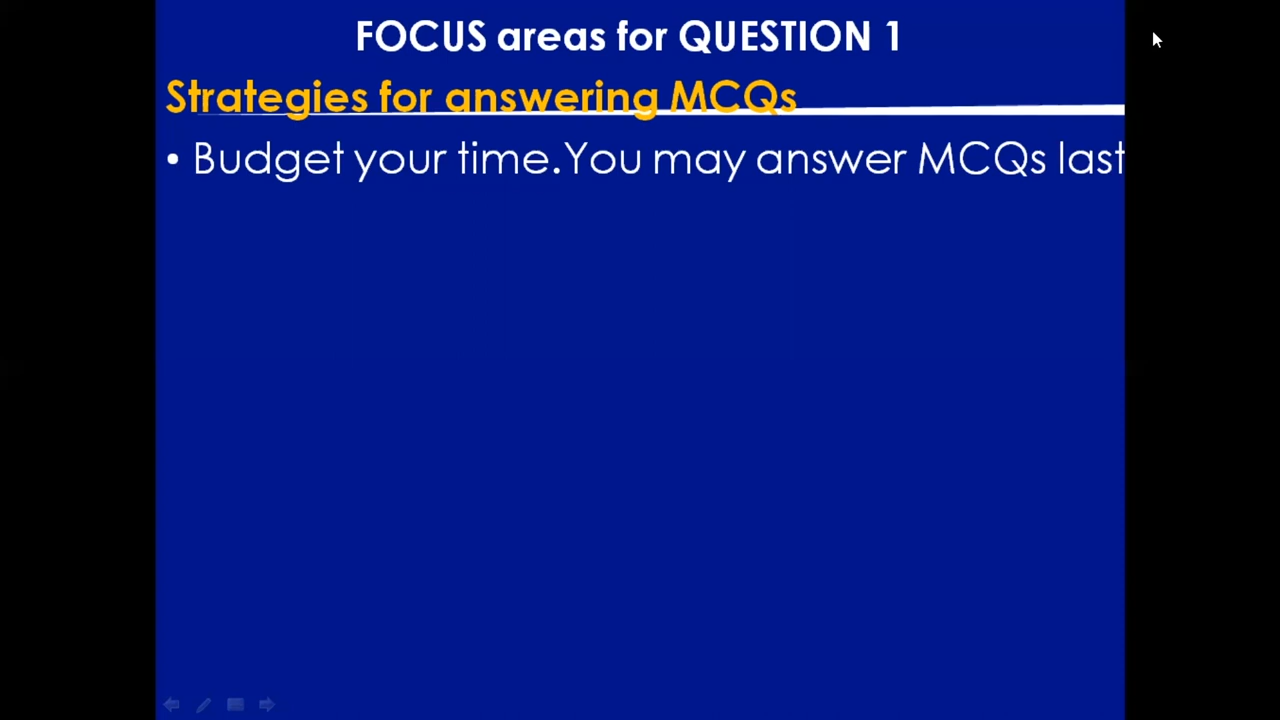 FOCUS areas for QUESTION 1
Strategies for answering MCQs
• Budget your time.You may answer MCQs last